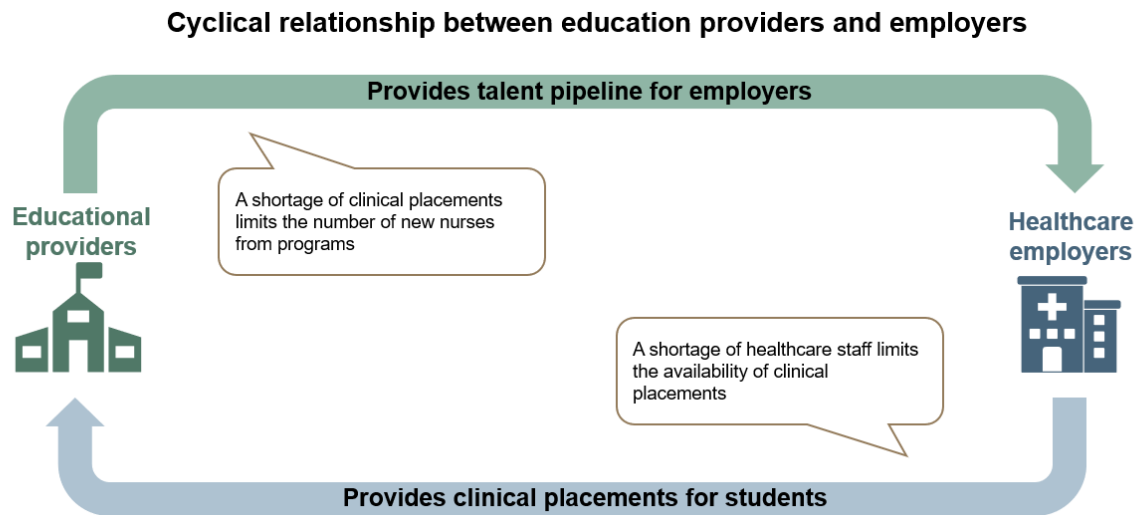 Cyclical relationship between education providers and employers
Provides talent pipeline for employers
A shortage of clinical placements
limits the number of new nurses
from programs
Educational
providers
Healthcare
employers
A shortage of healthcare staff limits
the availability of clinical
placements
Provides clinical placements for students